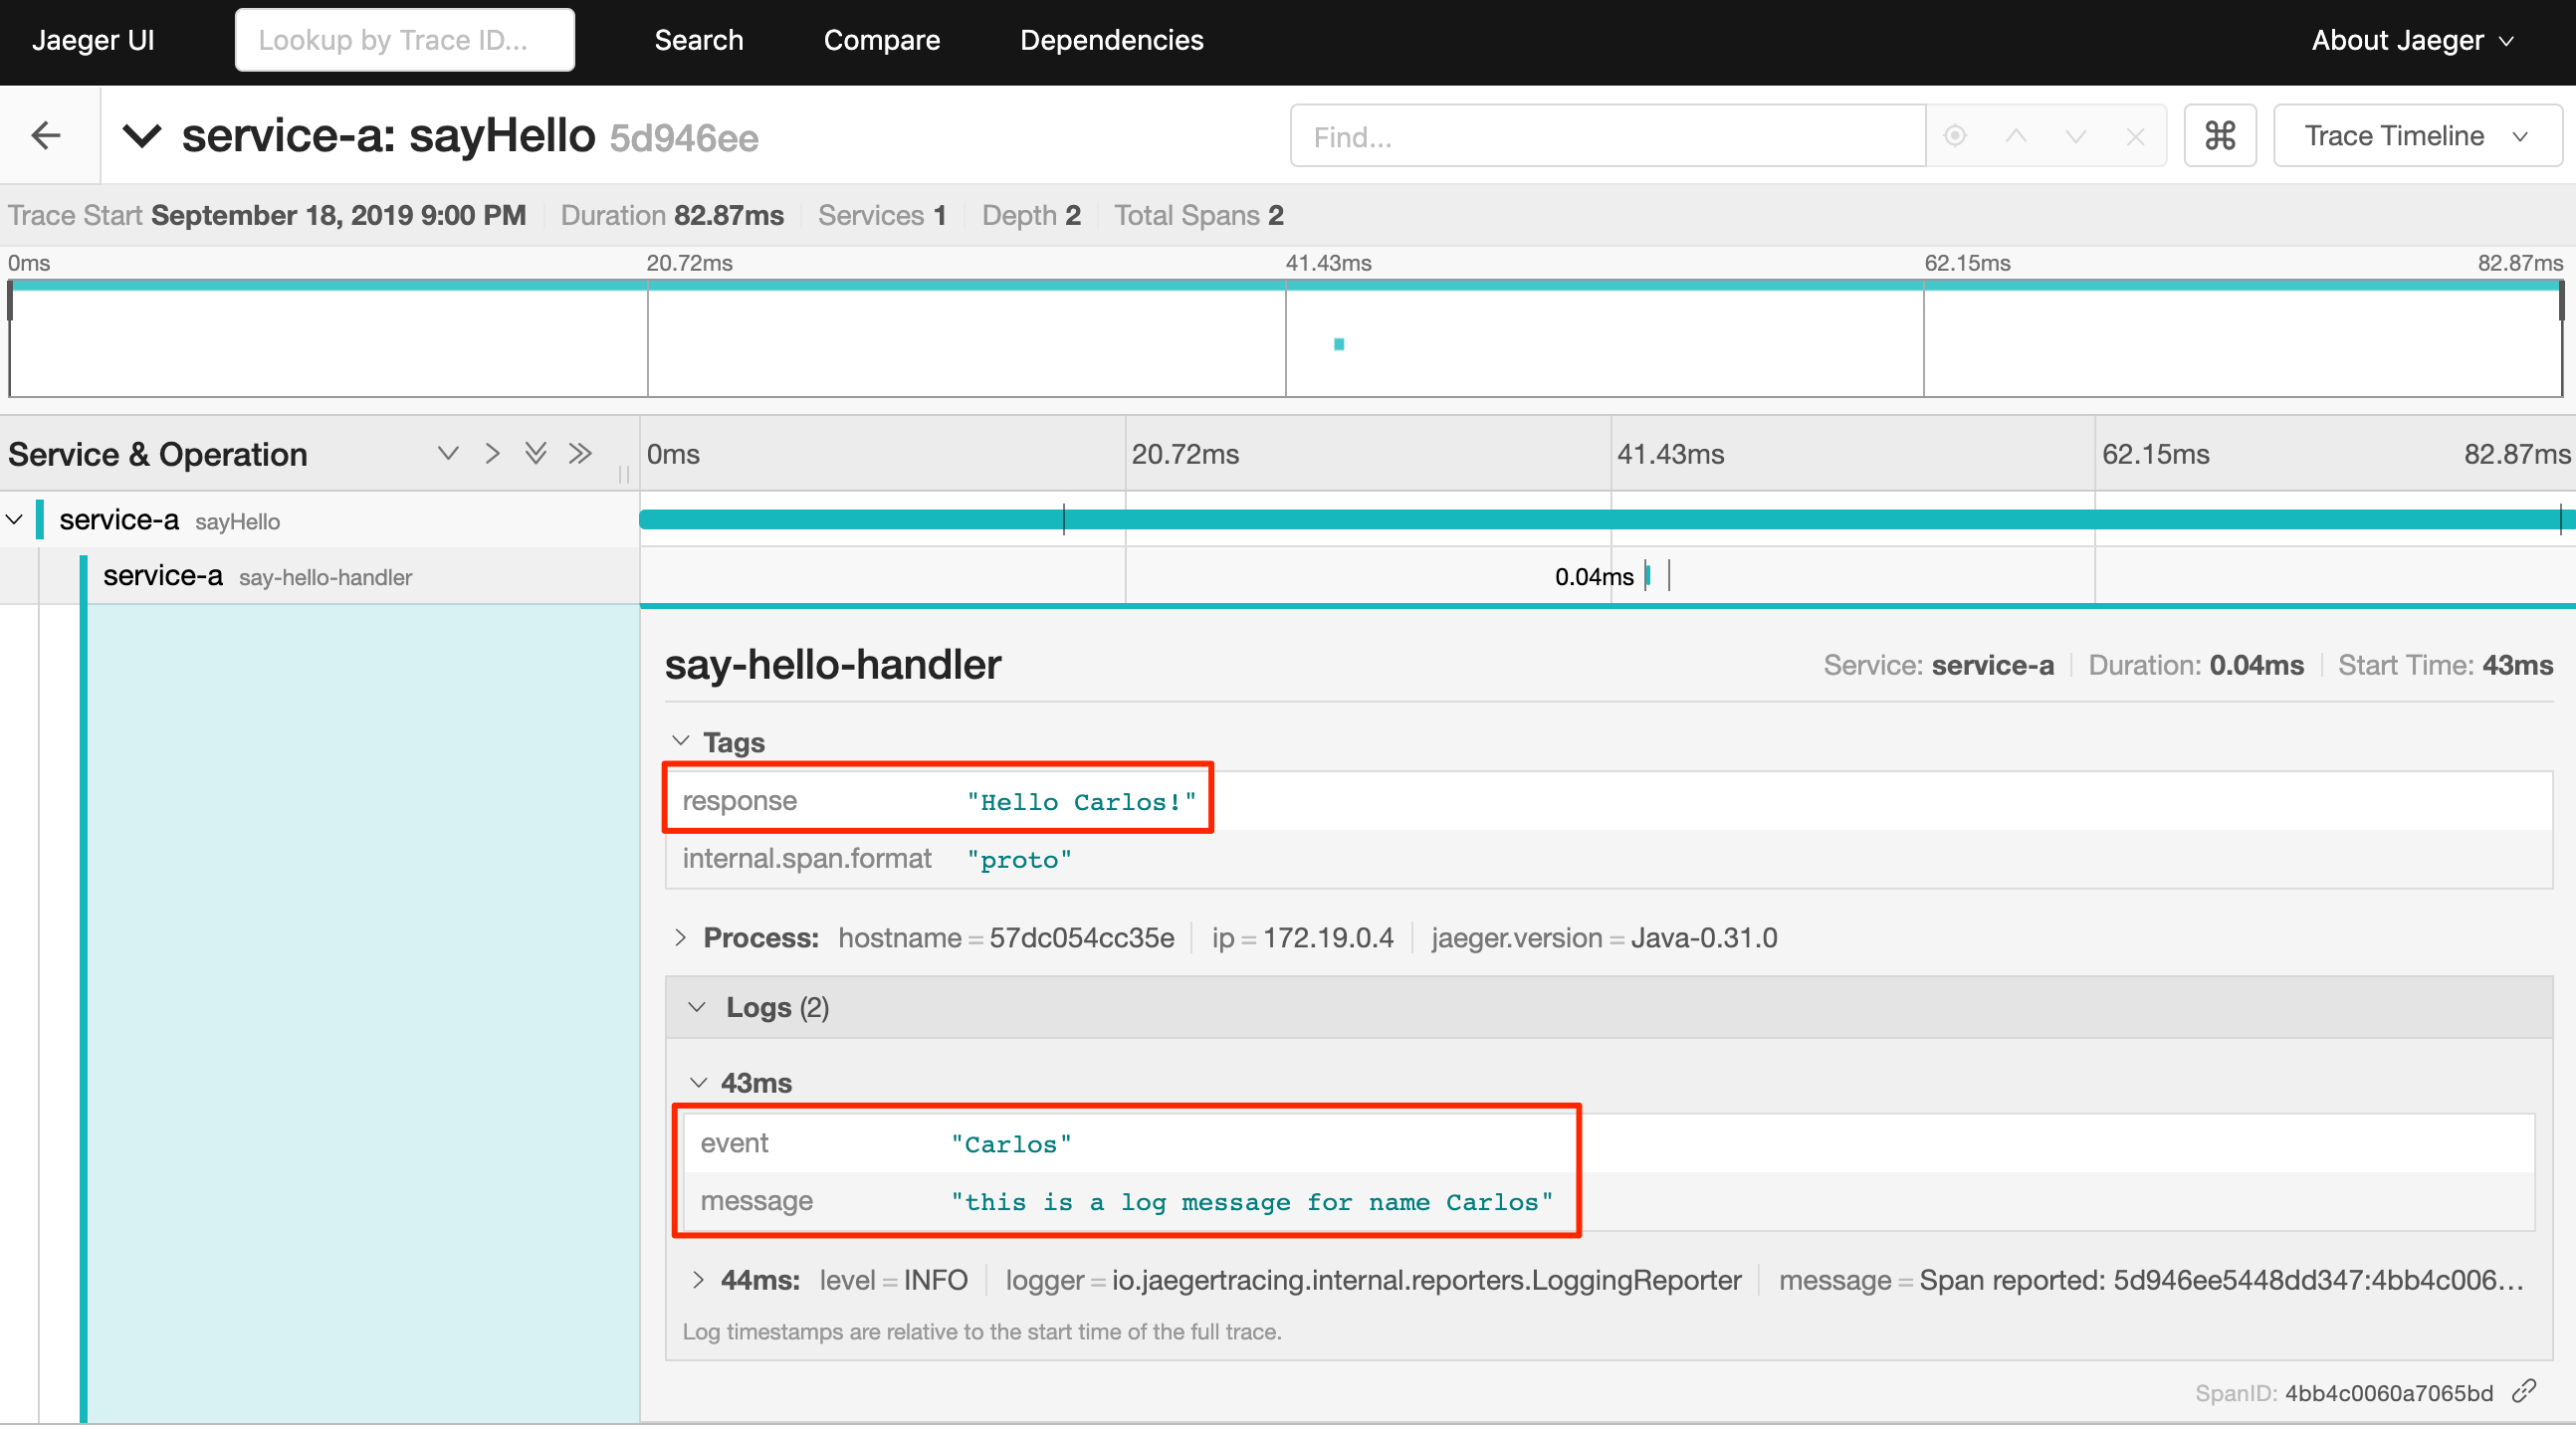 Jaeger UI Lookup by Trace ID... Search Compare Dependencies About Jaeger
service-a: sayHello 5d946ee Find... ⌘ Trace Timeline
Trace Start September 18, 2019 9:00 PM Duration 82.87ms Services 1 Depth 2 Total Spans 2
0ms 20.72ms 41.43ms 62.15ms 82.87ms
Service & Operation 0ms 20.72ms 41.43ms 62.15ms 82.87ms
service-a sayHello
service-a say-hello-handler 0.04ms
say-hello-handler Service: service-a Duration: 0.04ms Start Time: 43ms
Tags
response "Hello Carlos!"
internal.span.format "proto"
Process: hostname = 57dc054cc35e ip = 172.19.0.4 jaeger.version = Java-0.31.0
Logs (2)
43ms
event "Carlos"
message "this is a log message for name Carlos"
44ms: level = INFO logger = io.jaegertracing.internal.reporters.LoggingReporter message = Span reported: 5d946ee5448dd347:4bb4c006...
Log timestamps are relative to the start time of the full trace.
SpanID: 4bb4c0060a7065bd